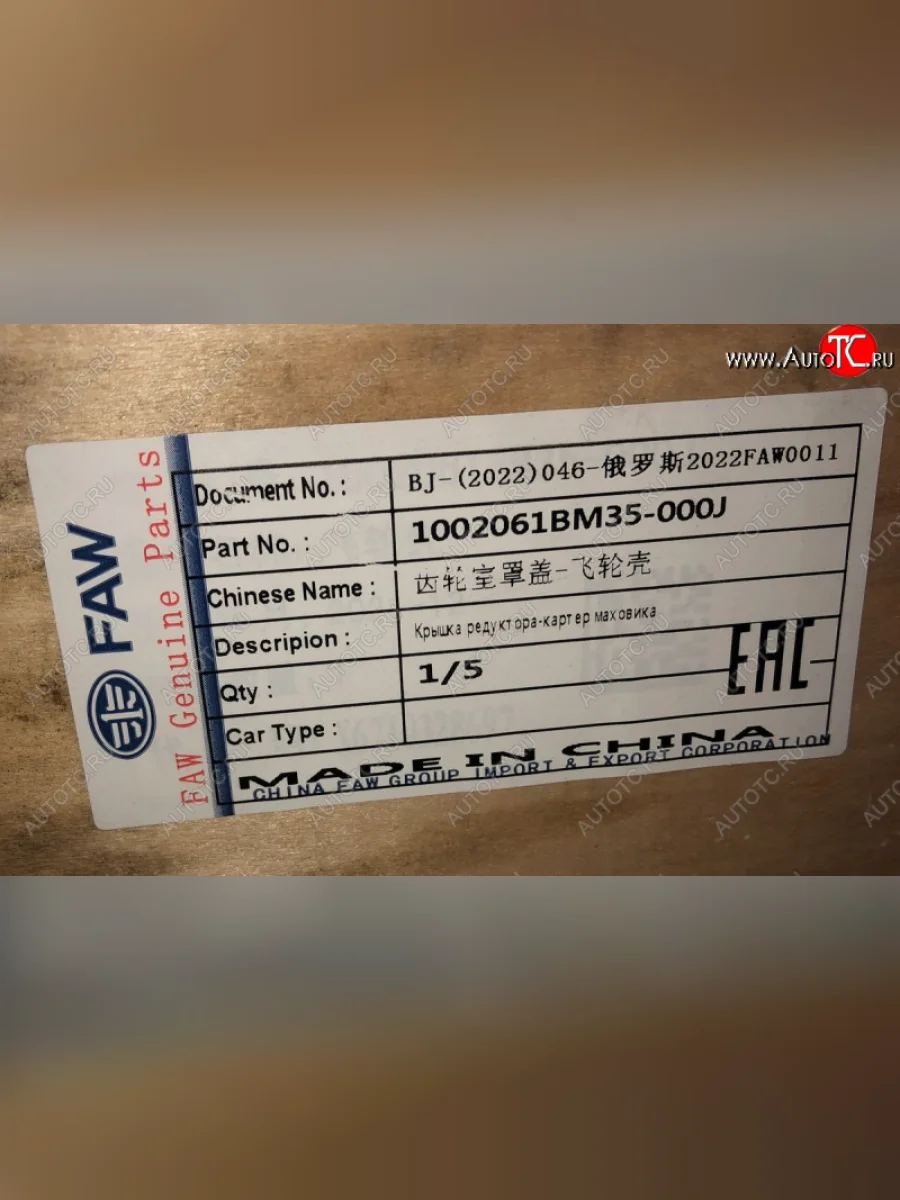 www.AutoTC.RU
FAW
FAW Genuine Parts
Document No.: BJ-(2022)046-俄罗斯2022FAW0011
Part No.: 1002061BM35-000J
Chinese Name: 齿轮室罩盖-飞轮壳
Descripion: Крышка редуктора-картер маховика
Qty: 1/5
EAC
Car Type:
MADE IN CHINA
CHINA FAW GROUP IMPORT & EXPORT CORPORATION
AUTOTC.RU